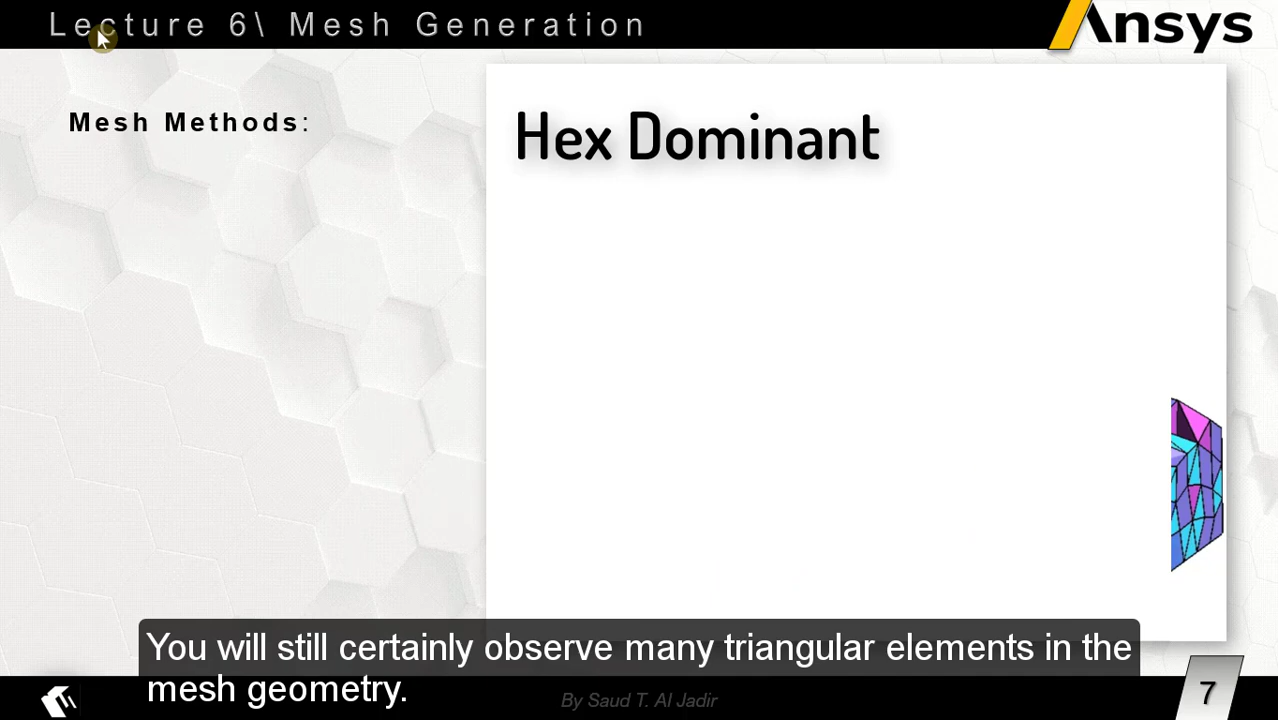 Lecture 6\ Mesh Generation
Ansys
Mesh Methods:
Hex Dominant
You will still certainly observe many triangular elements in the
mesh geometry.
By Saud T. Al Jadir
7